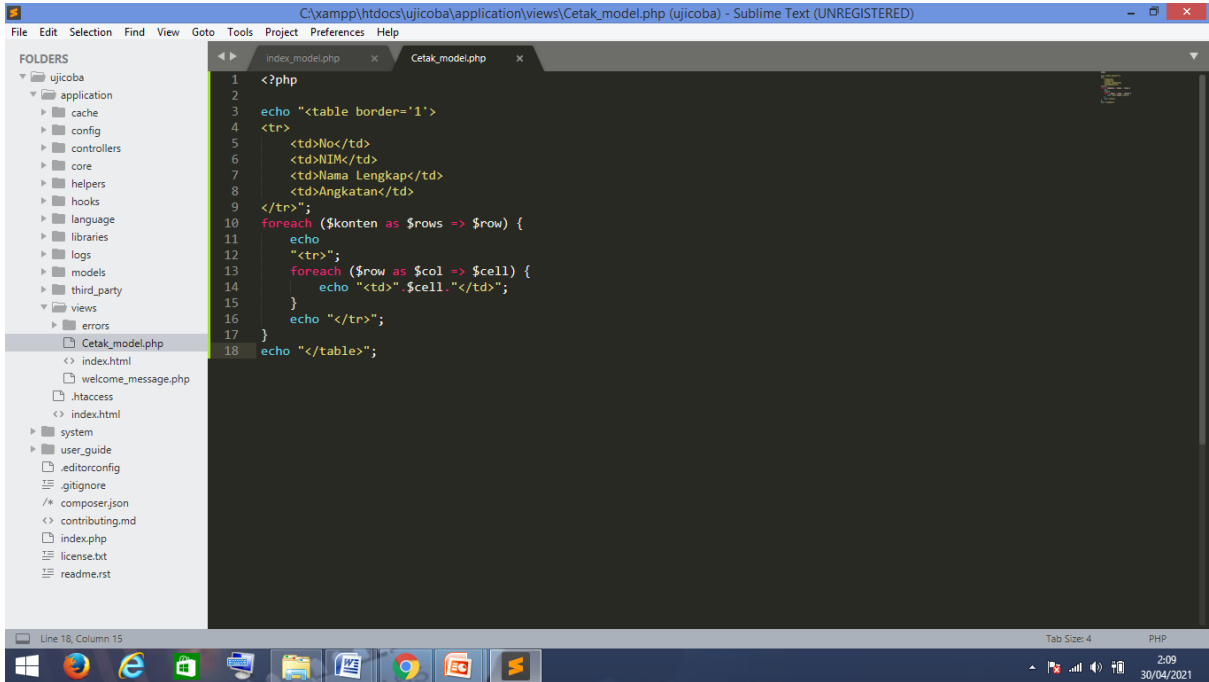 C:\xampp\htdocs\ujicoba\application\views\Cetak_model.php (ujicoba) - Sublime Text (UNREGISTERED)
File Edit Selection Find View Goto Tools Project Preferences Help
FOLDERS
ujicoba
application
cache
config
controllers
core
helpers
hooks
language
libraries
logs
models
third_party
views
errors
Cetak_model.php
<> index.html
welcome_message.php
.htaccess
<> index.html
system
user_guide
.editorconfig
.gitignore
/* composer.json
<> contributing.md
index.php
license.txt
readme.rst
index_model.php × Cetak_model.php ×
1 <?php
2
3 echo "<table border='1'>
4 <tr>
5     <td>No</td>
6     <td>NIM</td>
7     <td>Nama Lengkap</td>
8     <td>Angkatan</td>
9 </tr>";
10 foreach ($konten as $rows => $row) {
11     echo
12     "<tr>";
13     foreach ($row as $col => $cell) {
14         echo "<td>".$cell."</td>";
15     }
16     echo "</tr>";
17 }
18 echo "</table>";
Line 18, Column 15 Tab Size: 4 PHP
2:09
30/04/2021